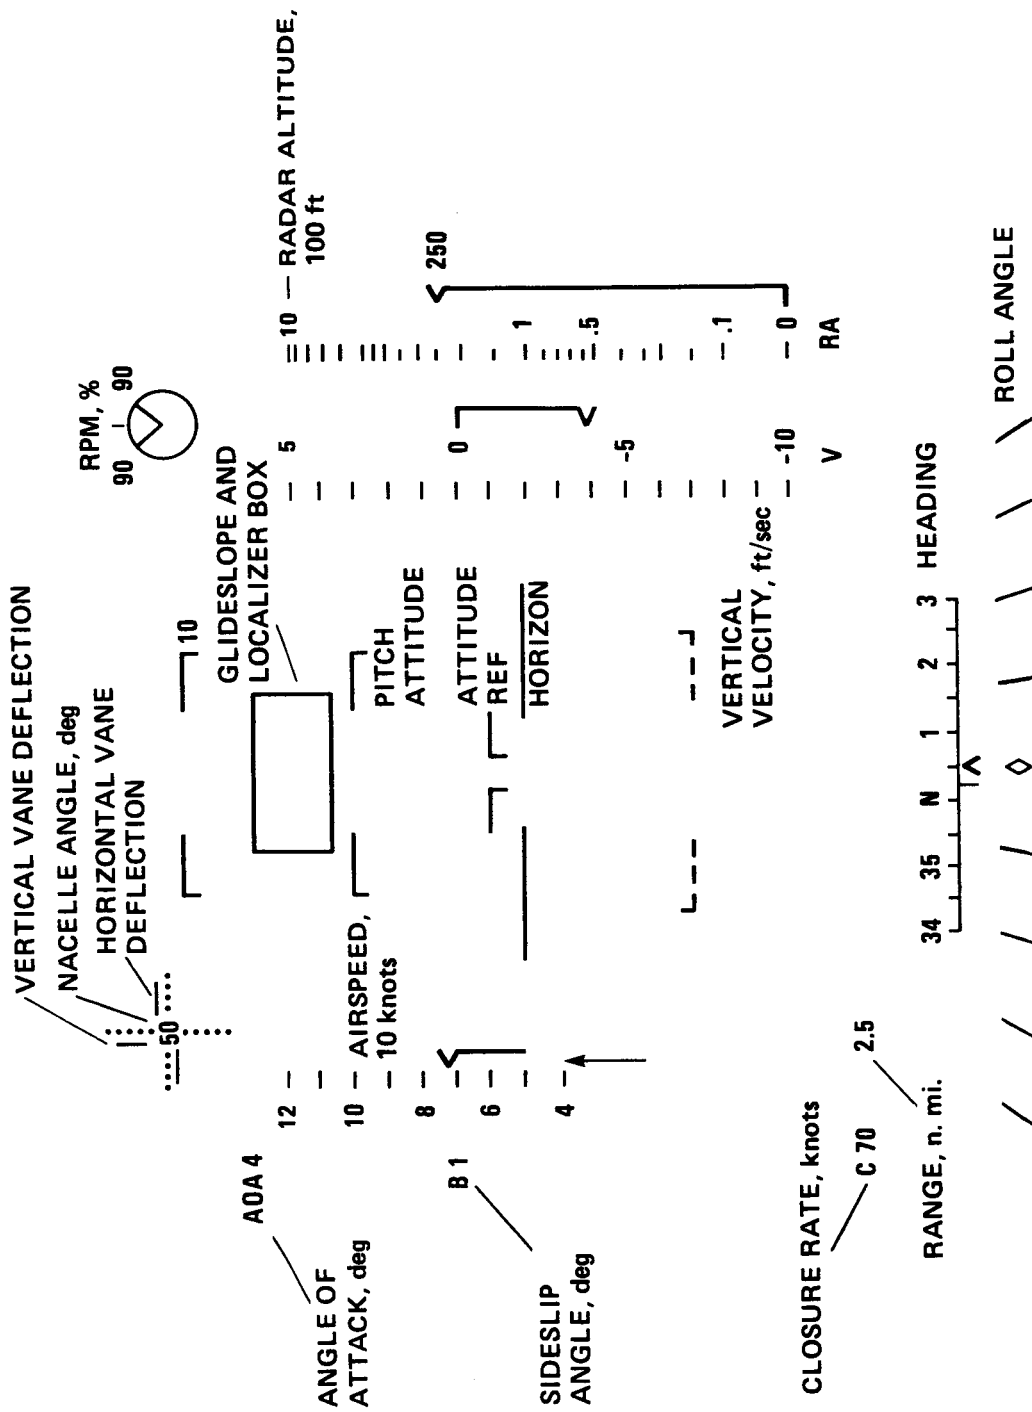 VERTICAL VANE DEFLECTION
NACELLE ANGLE, deg
HORIZONTAL VANE
DEFLECTION
50
RPM, %
90
90
110
GLIDESLOPE AND
LOCALIZER BOX
AOA 4
ANGLE OF
ATTACK, deg
12
10
8
6
4
AIRSPEED,
10 knots
PITCH
ATTITUDE
ATTITUDE
REF
HORIZON
B 1
SIDESLIP
ANGLE, deg
5
0
-5
-10
V
VERTICAL
VELOCITY, ft/sec
10
RADAR ALTITUDE,
100 ft
250
1
.5
.1
0
RA
CLOSURE RATE, knots
C 70
2.5
RANGE, n. mi.
34 35 N 1 2 3 HEADING
ROLL ANGLE